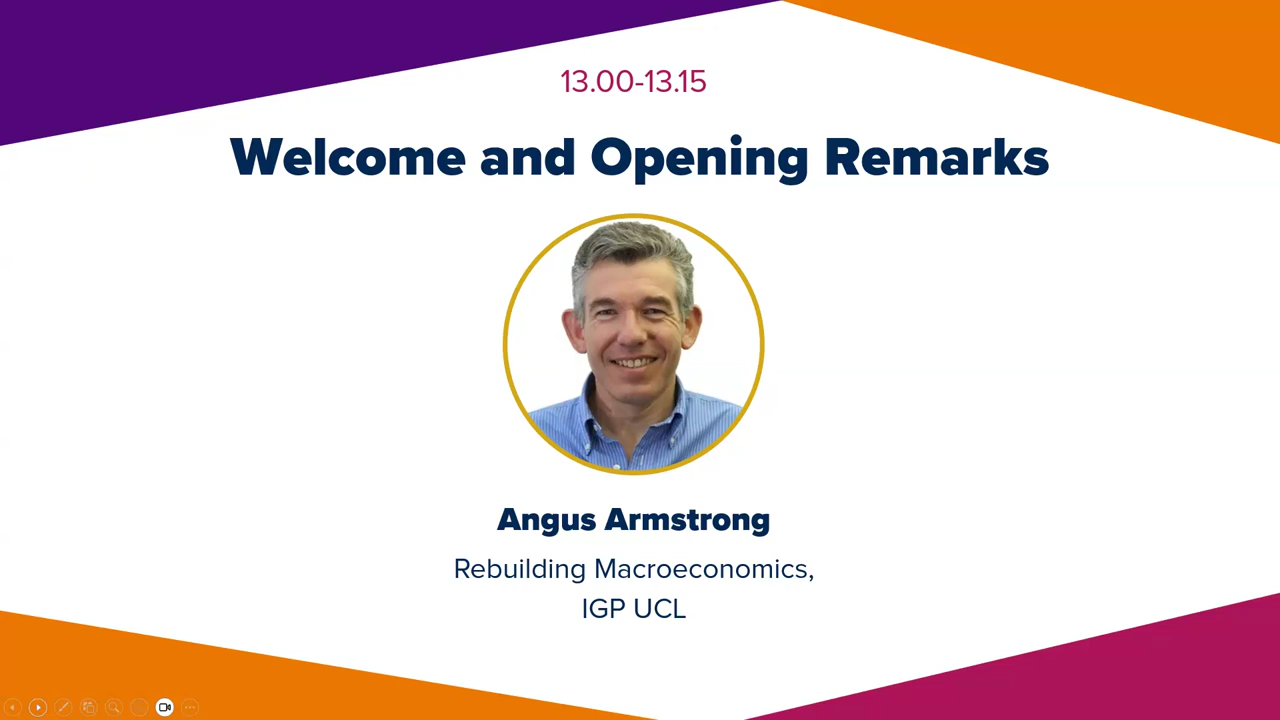 13.00-13.15
Welcome and Opening Remarks
Angus Armstrong
Rebuilding Macroeconomics,
IGP UCL